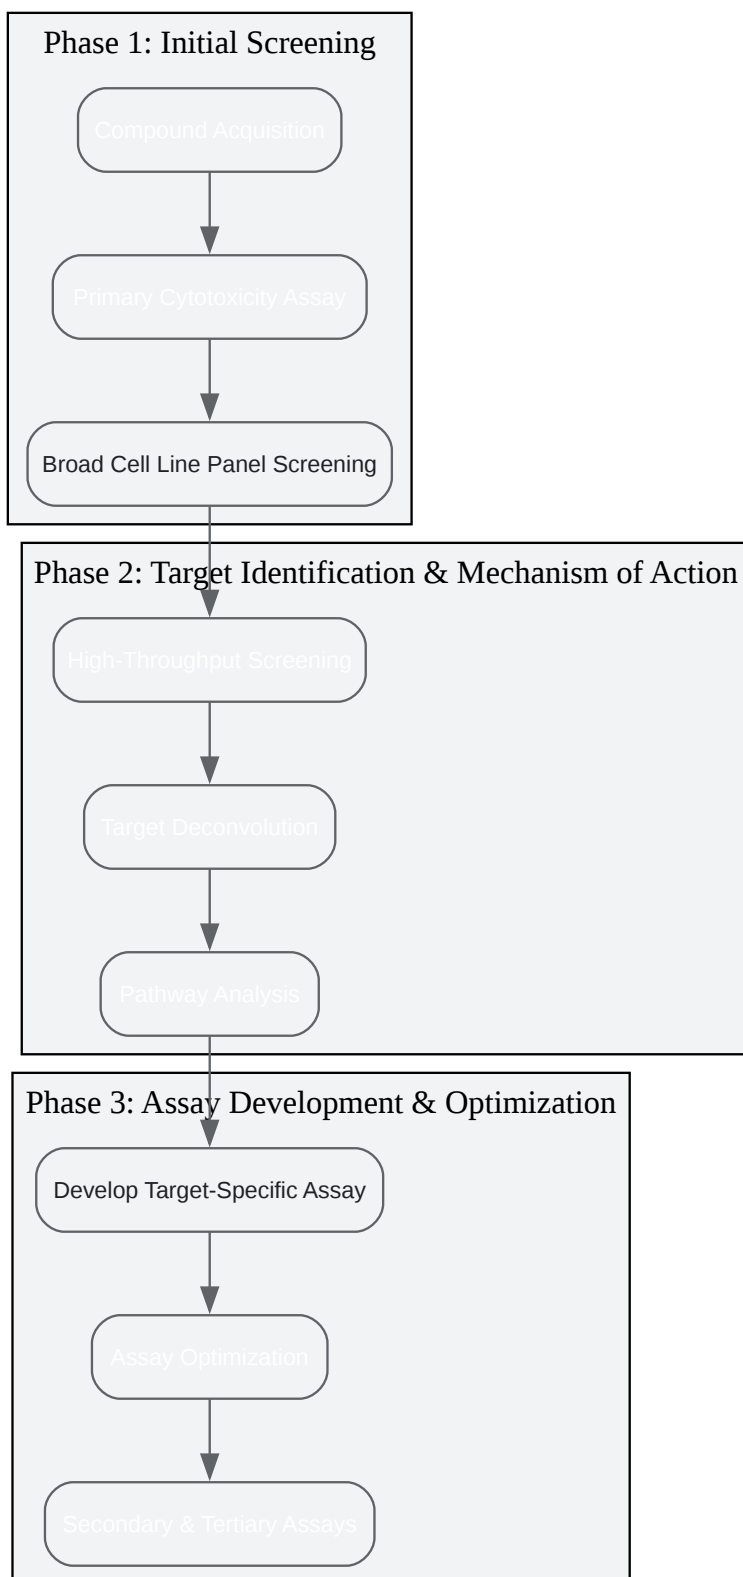 Phase 1: Initial Screening
Compound Acquisition
Primary Cytotoxicity Assay
Broad Cell Line Panel Screening
Phase 2: Target Identification & Mechanism of Action
High-Throughput Screening
Target Deconvolution
Pathway Analysis
Phase 3: Assay Development & Optimization
Develop Target-Specific Assay
Assay Optimization
Secondary & Tertiary Assays